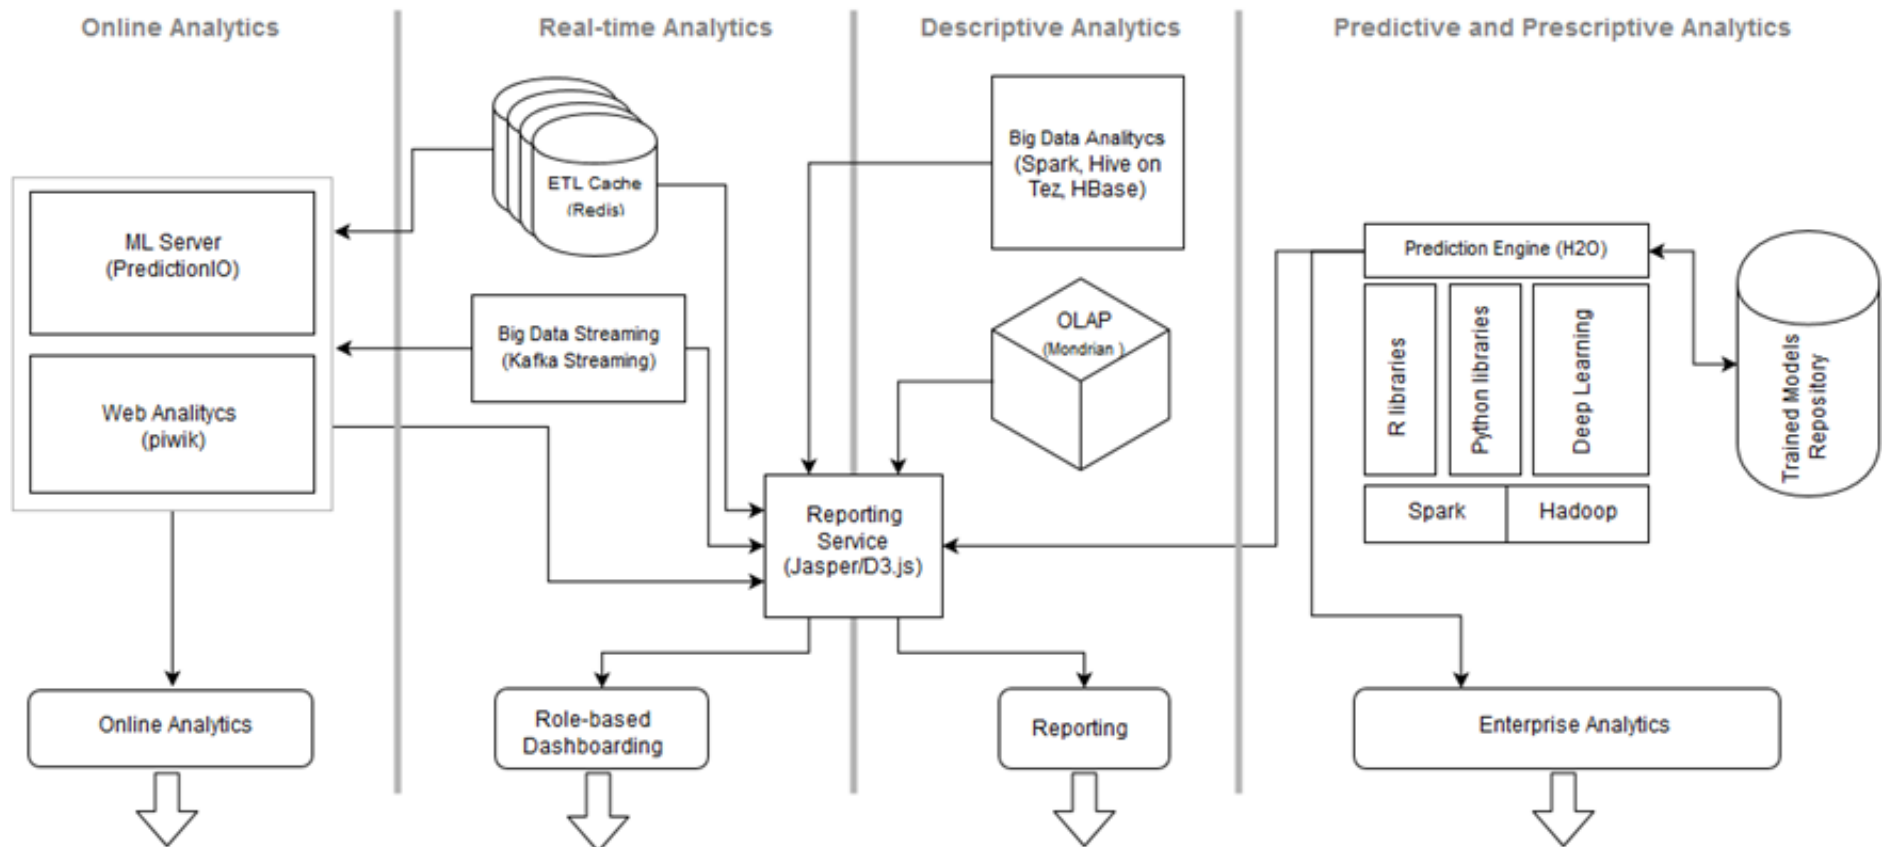 Online Analytics
Real-time Analytics
Descriptive Analytics
Predictive and Prescriptive Analytics
ML Server
(PredictionIO)
Web Analitycs
(piwik)
ETL Cache
(Redis)
Big Data Streaming
(Kafka Streaming)
Big Data Analitycs
(Spark, Hive on
Tez, HBase)
OLAP
(Mondrian )
Reporting
Service
(Jasper/D3.js)
Prediction Engine (H2O)
R libraries
Python libraries
Deep Learning
Spark
Hadoop
Trained Models
Repository
Online Analytics
Role-based
Dashboarding
Reporting
Enterprise Analytics